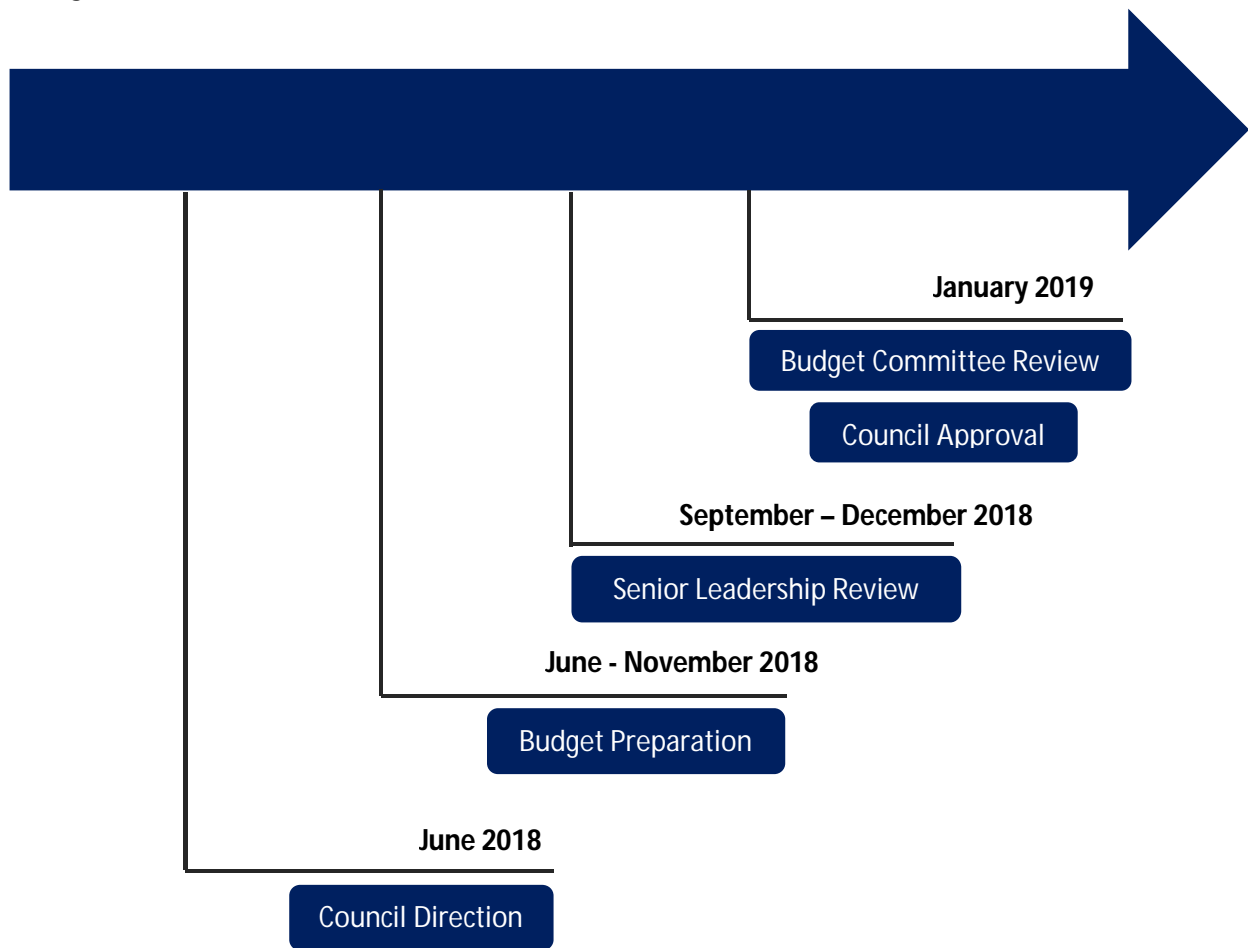 January 2019
Budget Committee Review
Council Approval
September – December 2018
Senior Leadership Review
June - November 2018
Budget Preparation
June 2018
Council Direction